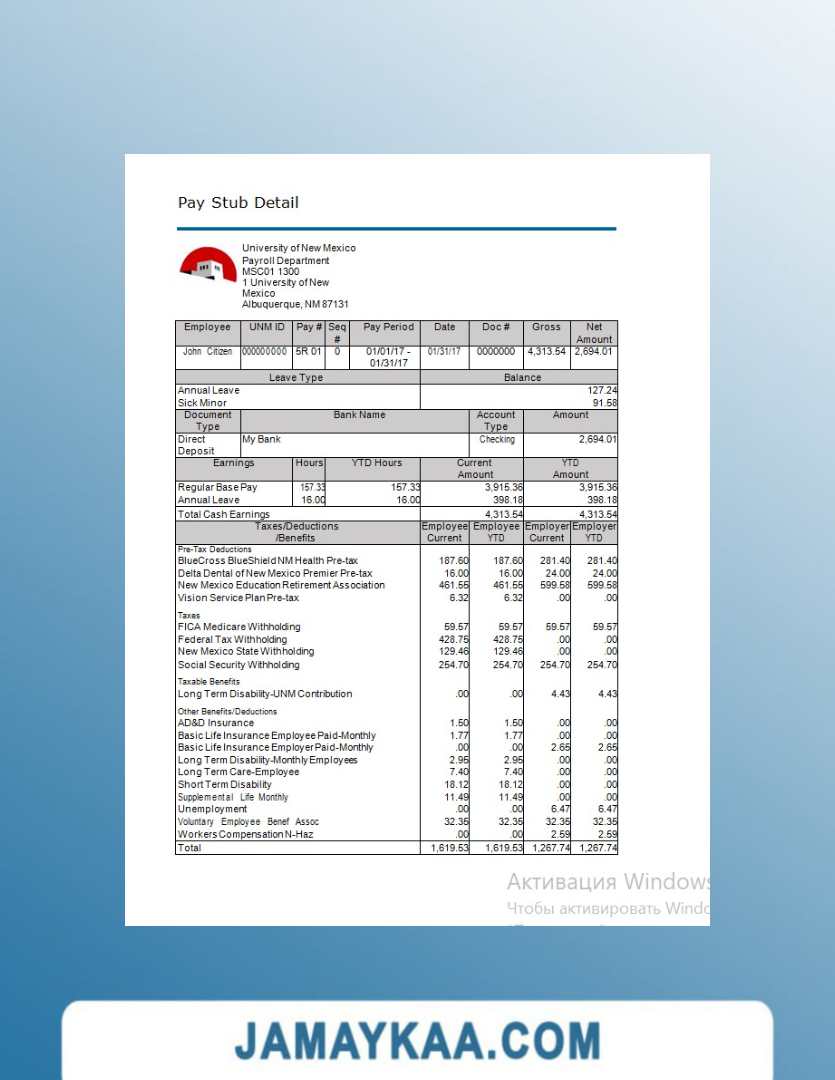 Pay Stub Detail
University of New Mexico
Payroll Department
MSC01 1300
1 University of New
Mexico
Albuquerque, NM 87131
Employee UNM ID Pay # Seq # Pay Period Date Doc # Gross Net Amount
John Citizen 000000000 5R 01 0 01/01/17 - 01/31/17 01/31/17 0000000 4,313.54 2,694.01
Leave Type Balance
Annual Leave 127.24
Sick Minor 91.58
Document Type Bank Name Account Type Amount
Direct Deposit My Bank Checking 2,694.01
Earnings Hours YTD Hours Current Amount YTD Amount
Regular Base Pay 157.33 157.33 3,915.36 3,915.36
Annual Leave 16.00 16.00 398.18 398.18
Total Cash Earnings 4,313.54 4,313.54
Taxes/Deductions /Benefits Employee Current Employee YTD Employer Current Employer YTD
Pre-Tax Deductions
BlueCross BlueShield NM Health Pre-tax 187.60 187.60 281.40 281.40
Delta Dental of New Mexico Premier Pre-tax 16.00 16.00 24.00 24.00
New Mexico Education Retirement Association 461.55 461.55 599.58 599.58
Vision Service Plan Pre-tax 6.32 6.32 .00 .00
Taxes
FICA Medicare Withholding 59.57 59.57 59.57 59.57
Federal Tax Withholding 428.75 428.75 .00 .00
New Mexico State Withholding 129.46 129.46 .00 .00
Social Security Withholding 254.70 254.70 254.70 254.70
Taxable Benefits
Long Term Disability-UNM Contribution .00 .00 4.43 4.43
Other Benefits/Deductions
AD&D Insurance 1.50 1.50 .00 .00
Basic Life Insurance Employee Paid-Monthly 1.77 1.77 .00 .00
Basic Life Insurance Employer Paid-Monthly .00 .00 2.65 2.65
Long Term Disability-Monthly Employees 2.95 2.95 .00 .00
Long Term Care-Employee 7.40 7.40 .00 .00
Short Term Disability 18.12 18.12 .00 .00
Supplemental Life Monthly 11.49 11.49 .00 .00
Unemployment .00 .00 6.47 6.47
Voluntary Employee Benef Assoc 32.35 32.35 32.35 32.35
Workers Compensation N-Haz .00 .00 2.59 2.59
Total 1,619.53 1,619.53 1,267.74 1,267.74
Активация Windows
Чтобы активировать Windo
JAMAYKAA.COM